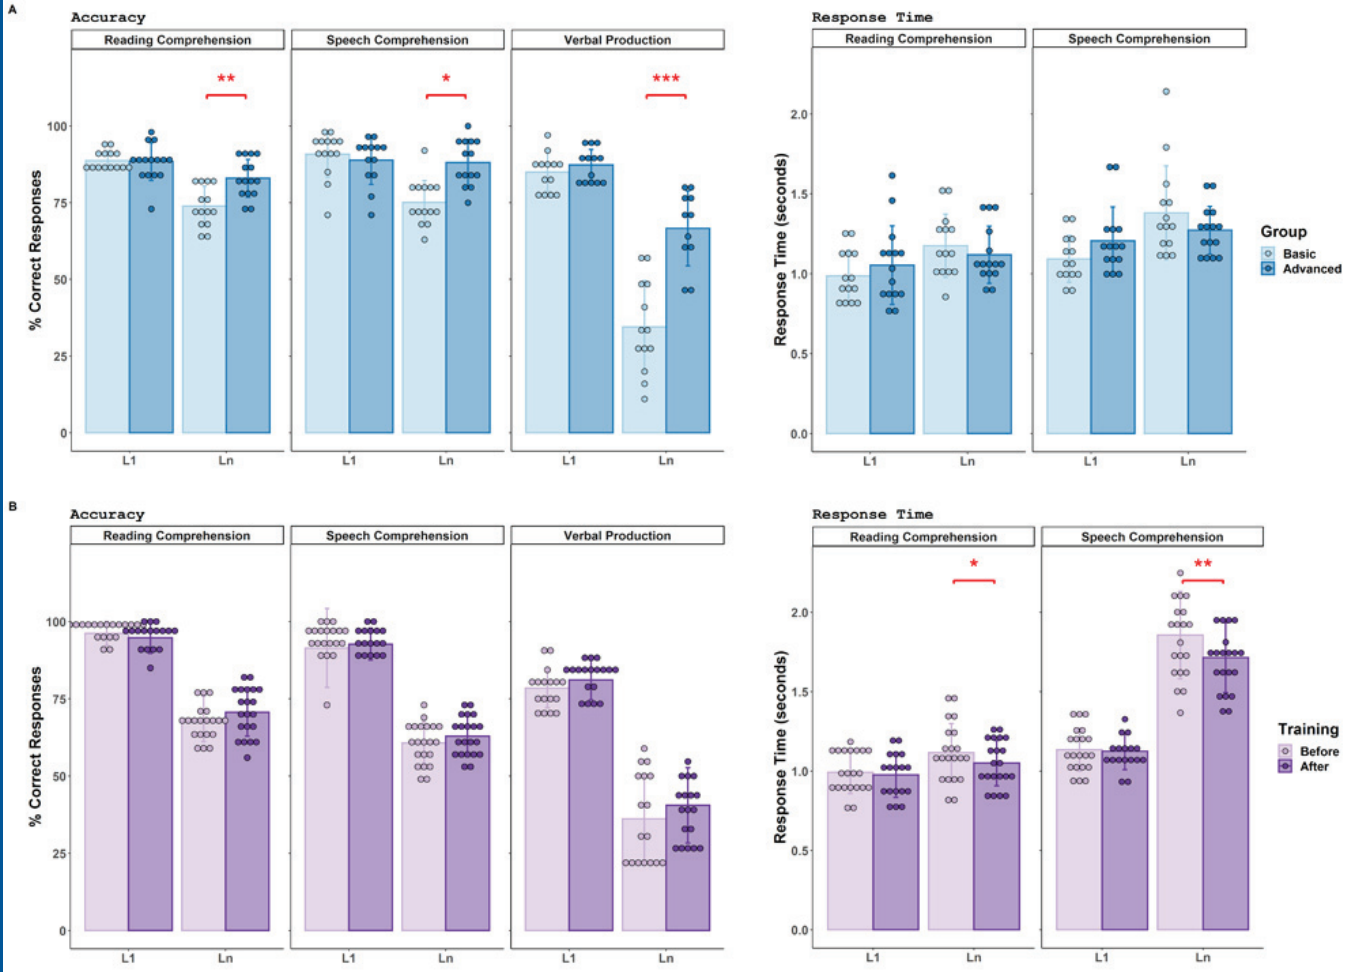 A
Accuracy
Response Time
Reading Comprehension
Speech Comprehension
Verbal Production
Reading Comprehension
Speech Comprehension
**
*
***
% Correct Responses
100
75
50
25
0
L1
Ln
L1
Ln
L1
Ln
Response Time (seconds)
2.0
1.5
1.0
0.5
0.0
L1
Ln
L1
Ln
Group
Basic
Advanced
B
Accuracy
Response Time
Reading Comprehension
Speech Comprehension
Verbal Production
Reading Comprehension
Speech Comprehension
*
**
% Correct Responses
100
75
50
25
0
L1
Ln
L1
Ln
L1
Ln
Response Time (seconds)
2.0
1.5
1.0
0.5
0.0
L1
Ln
L1
Ln
Training
Before
After